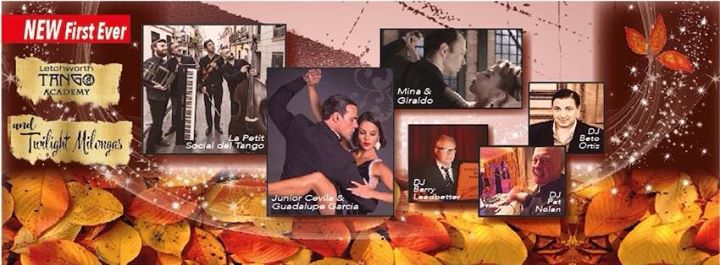 NEW First Ever
Letchworth
TANGO
ACADEMY
and
Twilight Milongas
La Petit
Social del Tango
Junior Cevila &
Guadalupe Garcia
Mina &
Giraldo
DJ
Barry
Leadbetter
DJ
Beto
Ortiz
DJ
Pat
Nolan